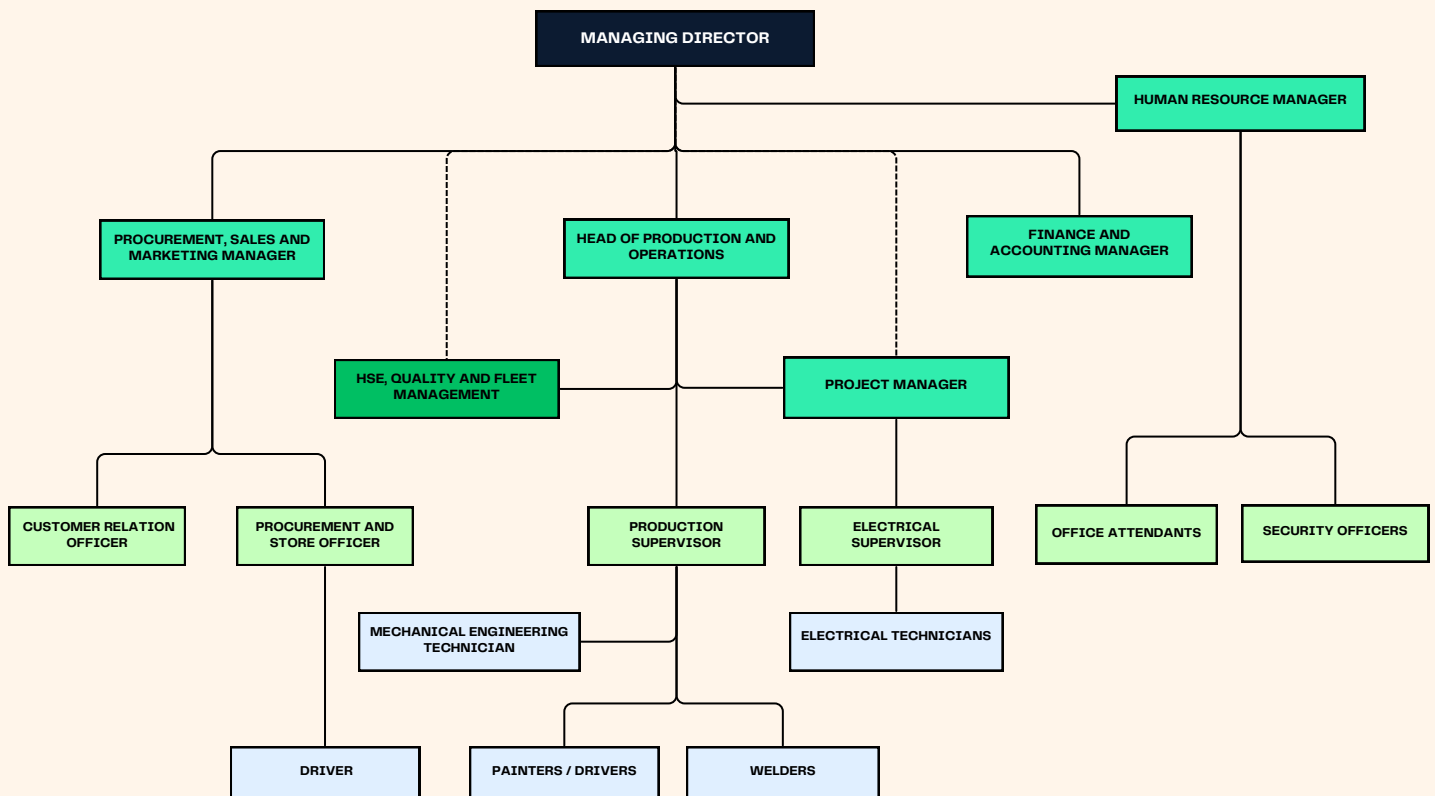 MANAGING DIRECTOR
HUMAN RESOURCE MANAGER
PROCUREMENT, SALES AND
MARKETING MANAGER
HEAD OF PRODUCTION AND
OPERATIONS
FINANCE AND
ACCOUNTING MANAGER
HSE, QUALITY AND FLEET
MANAGEMENT
PROJECT MANAGER
CUSTOMER RELATION
OFFICER
PROCUREMENT AND
STORE OFFICER
PRODUCTION
SUPERVISOR
ELECTRICAL
SUPERVISOR
OFFICE ATTENDANTS
SECURITY OFFICERS
MECHANICAL ENGINEERING
TECHNICIAN
ELECTRICAL TECHNICIANS
DRIVER
PAINTERS / DRIVERS
WELDERS